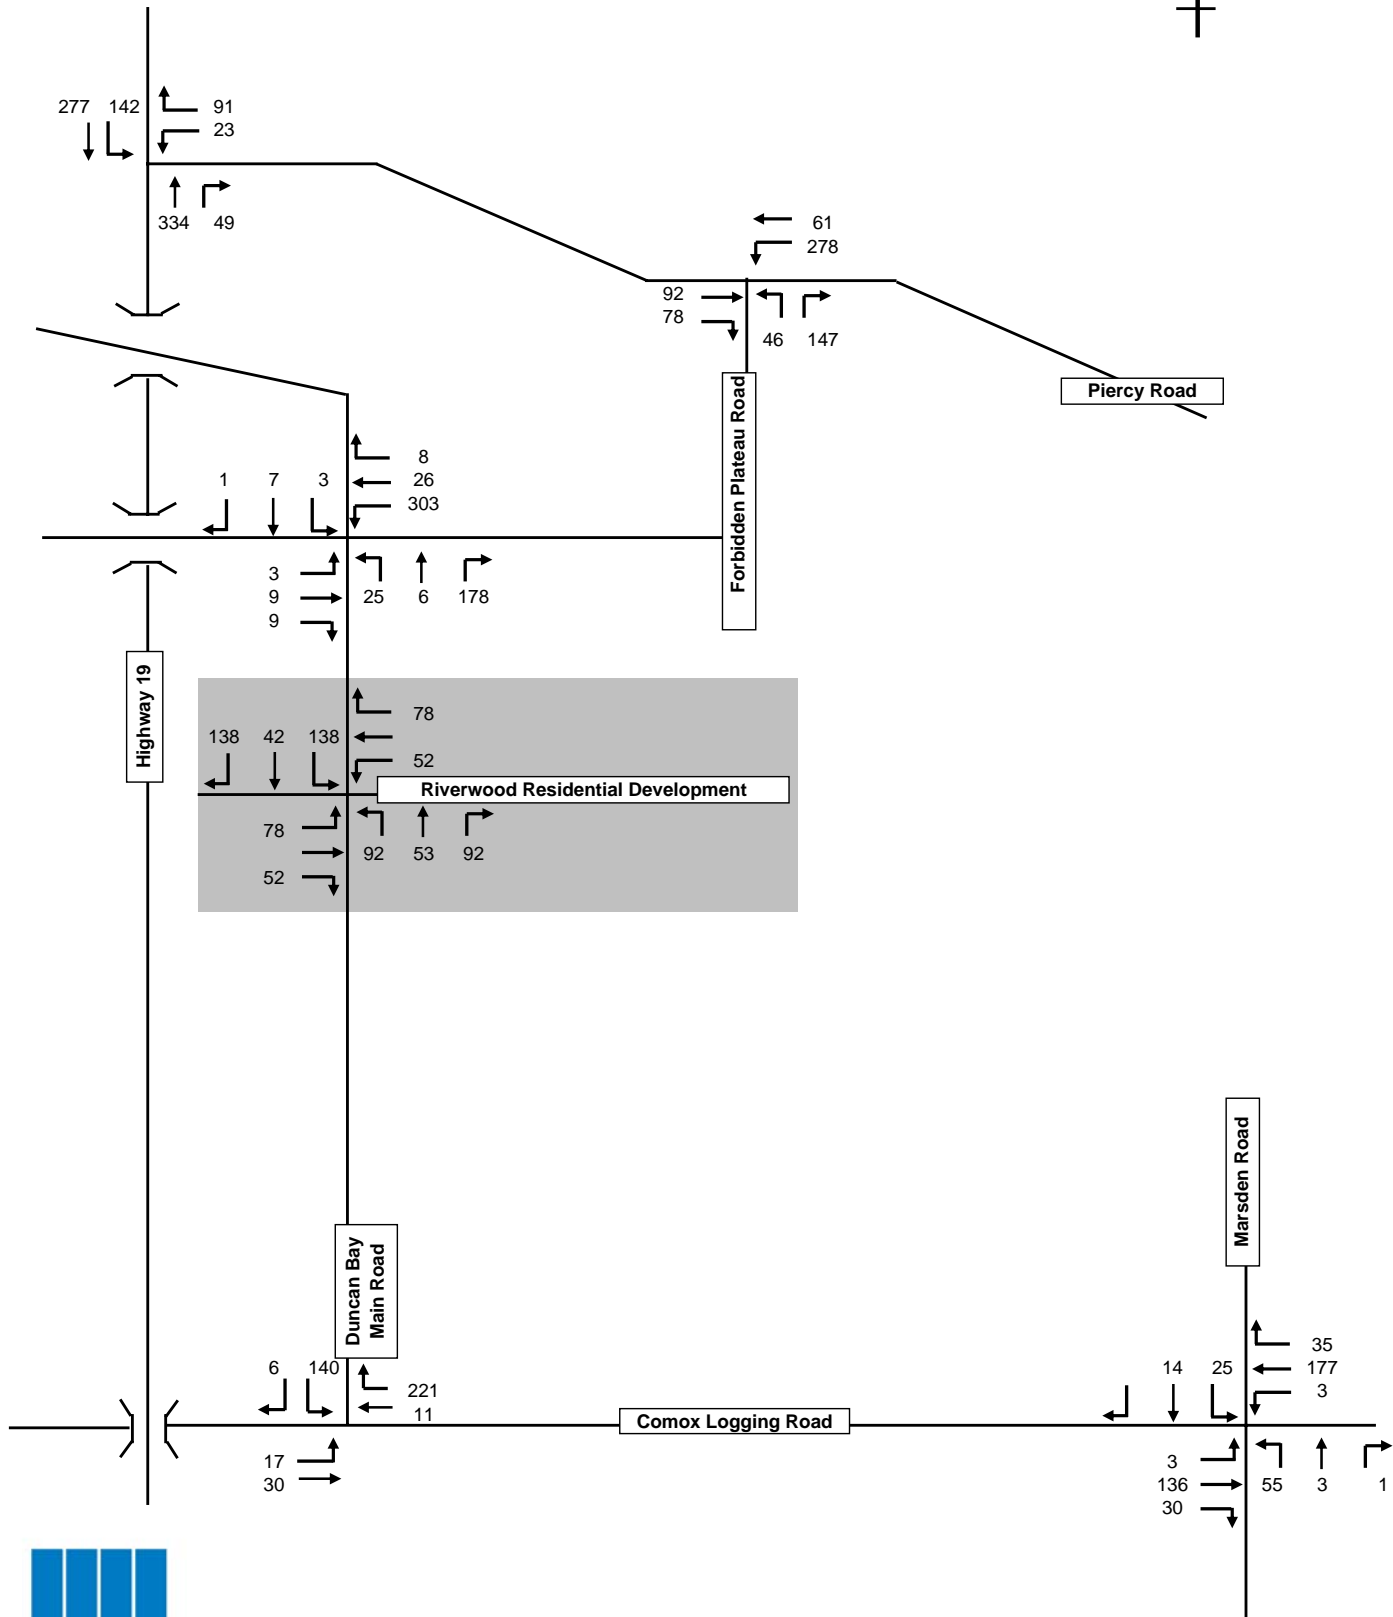 277 142 91
23
334 49
61
278
92
78
46 147
Piercy Road
Forbidden Plateau Road
8
1 7 3 26
303
3
9 25 6 178
9
Highway 19
78
138 42 138
52
Riverwood Residential Development
78
92 53 92
52
Marsden Road
Duncan Bay
Main Road
6 140
221
11
Comox Logging Road
17
30
35
14 25 177
3
3
136 55 3 1
30